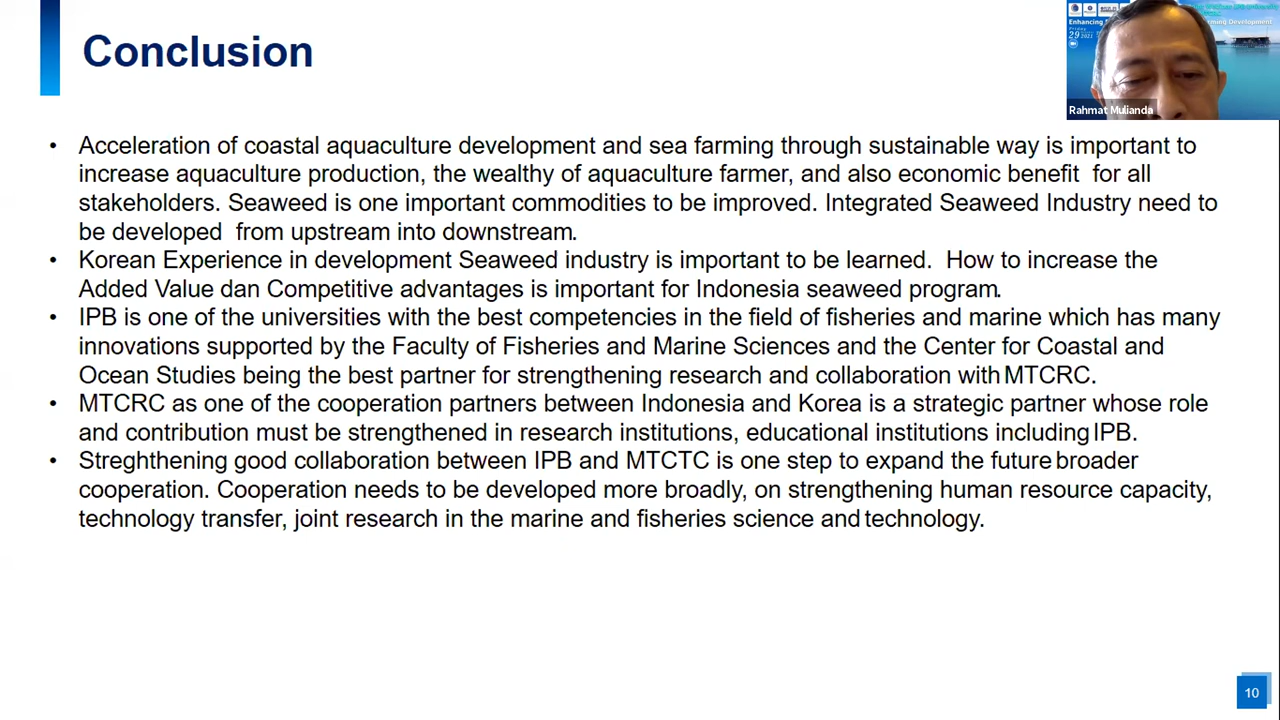 Conclusion
Enhancing
Friday
29
2021
rming Development
Rahmat Mulianda
• Acceleration of coastal aquaculture development and sea farming through sustainable way is important to
increase aquaculture production, the wealthy of aquaculture farmer, and also economic benefit for all
stakeholders. Seaweed is one important commodities to be improved. Integrated Seaweed Industry need to
be developed from upstream into downstream.
• Korean Experience in development Seaweed industry is important to be learned. How to increase the
Added Value dan Competitive advantages is important for Indonesia seaweed program.
• IPB is one of the universities with the best competencies in the field of fisheries and marine which has many
innovations supported by the Faculty of Fisheries and Marine Sciences and the Center for Coastal and
Ocean Studies being the best partner for strengthening research and collaboration with MTCRC.
• MTCRC as one of the cooperation partners between Indonesia and Korea is a strategic partner whose role
and contribution must be strengthened in research institutions, educational institutions including IPB.
• Streghthening good collaboration between IPB and MTCTC is one step to expand the future broader
cooperation. Cooperation needs to be developed more broadly, on strengthening human resource capacity,
technology transfer, joint research in the marine and fisheries science and technology.
10